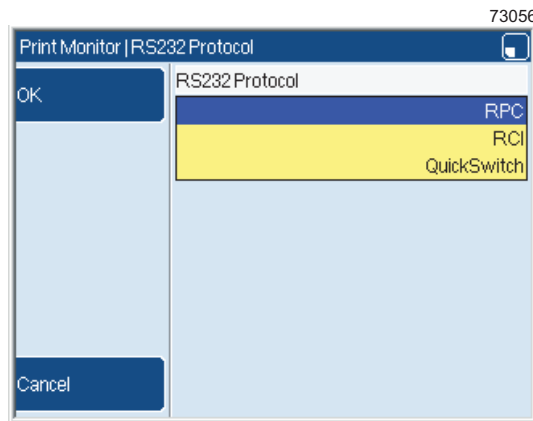 73056
Print Monitor | RS232 Protocol
OK
RS232 Protocol
RPC
RCI
QuickSwitch
Cancel